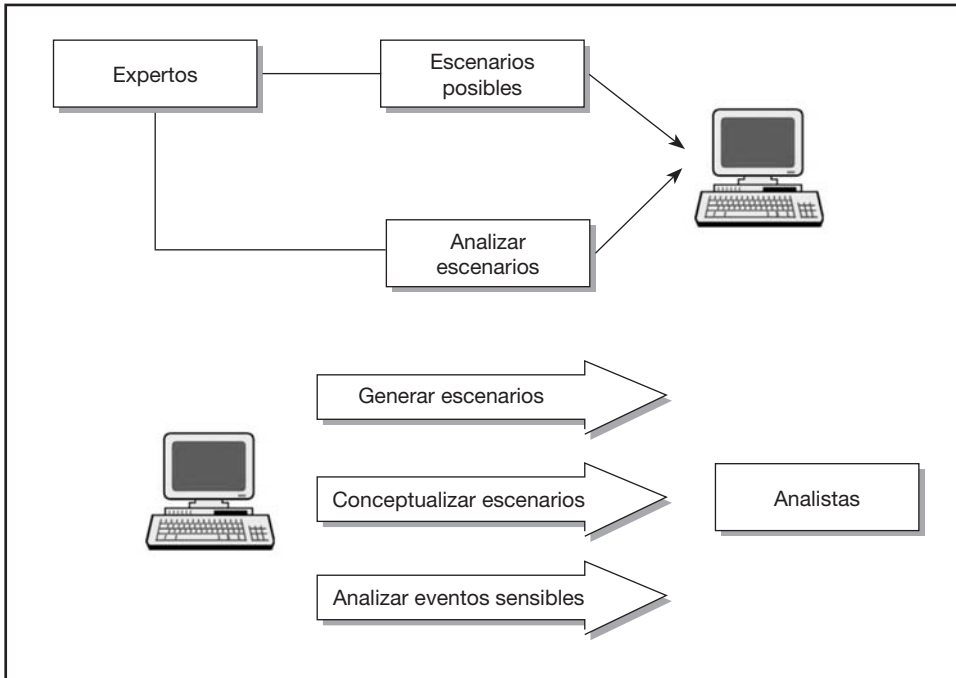 Expertos
Escenarios
posibles
Analizar
escenarios
Generar escenarios
Conceptualizar escenarios
Analistas
Analizar eventos sensibles